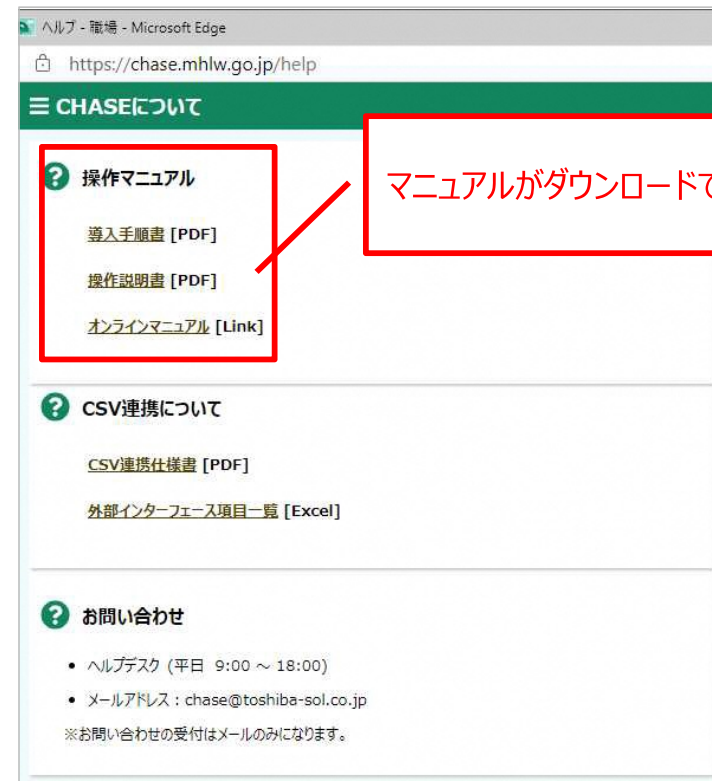 ヘルプ - 職場 - Microsoft Edge
https://chase.mhlw.go.jp/help
☰ CHASEについて
? 操作マニュアル
マニュアルがダウンロードで
導入手順書 [PDF]
操作説明書 [PDF]
オンラインマニュアル [Link]
? CSV連携について
CSV連携仕様書 [PDF]
外部インターフェース項目一覧 [Excel]
? お問い合わせ
• ヘルプデスク (平日 9:00 ～ 18:00)
• メールアドレス : chase@toshiba-sol.co.jp
※お問い合わせの受付はメールのみになります。